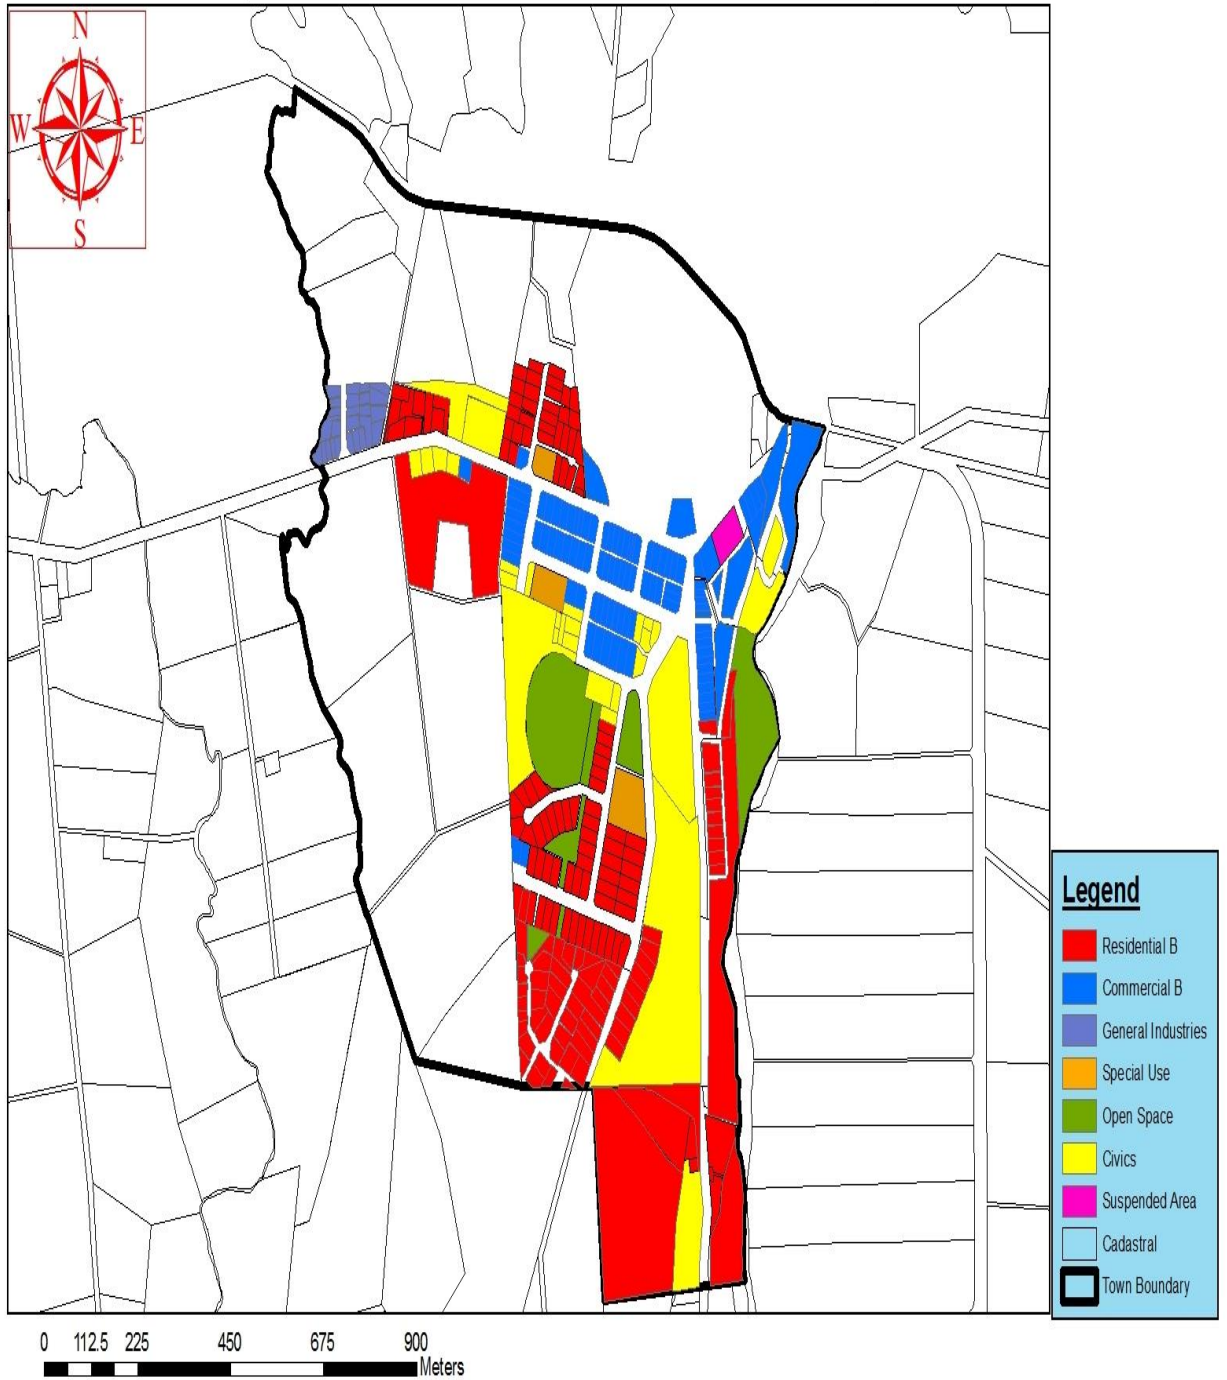 N
W E
S
Legend
Residential B
Commercial B
General Industries
Special Use
Open Space
Civics
Suspended Area
Cadastral
Town Boundary
0 112.5 225 450 675 900
Meters